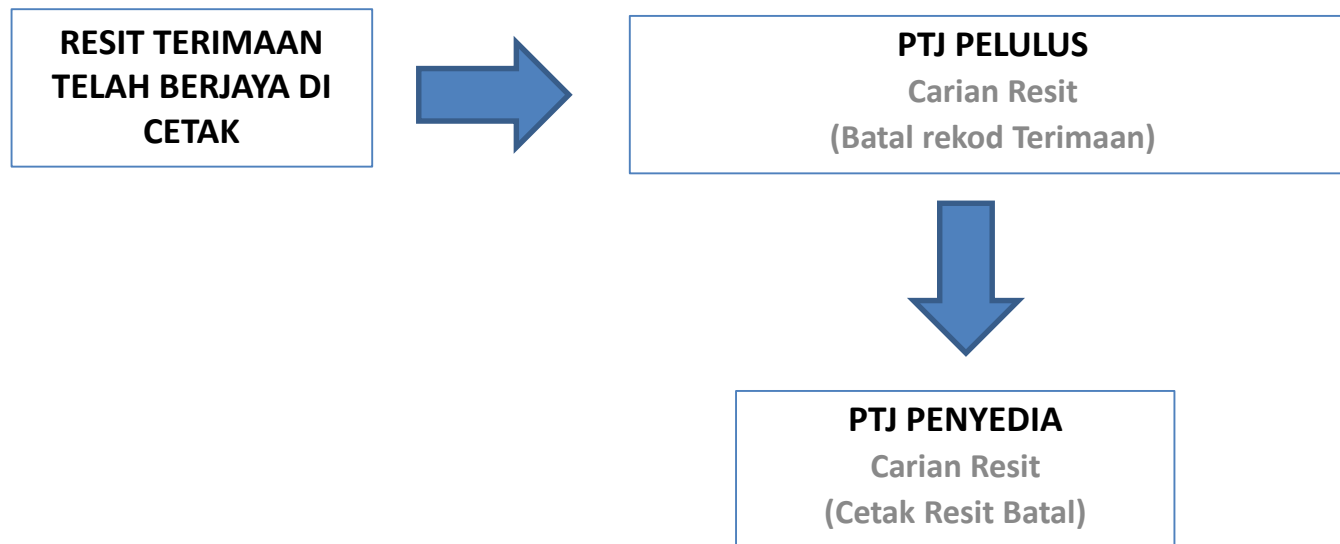 RESIT TERIMAAN
TELAH BERJAYA DI
CETAK
PTJ PELULUS
Carian Resit
(Batal rekod Terimaan)
PTJ PENYEDIA
Carian Resit
(Cetak Resit Batal)